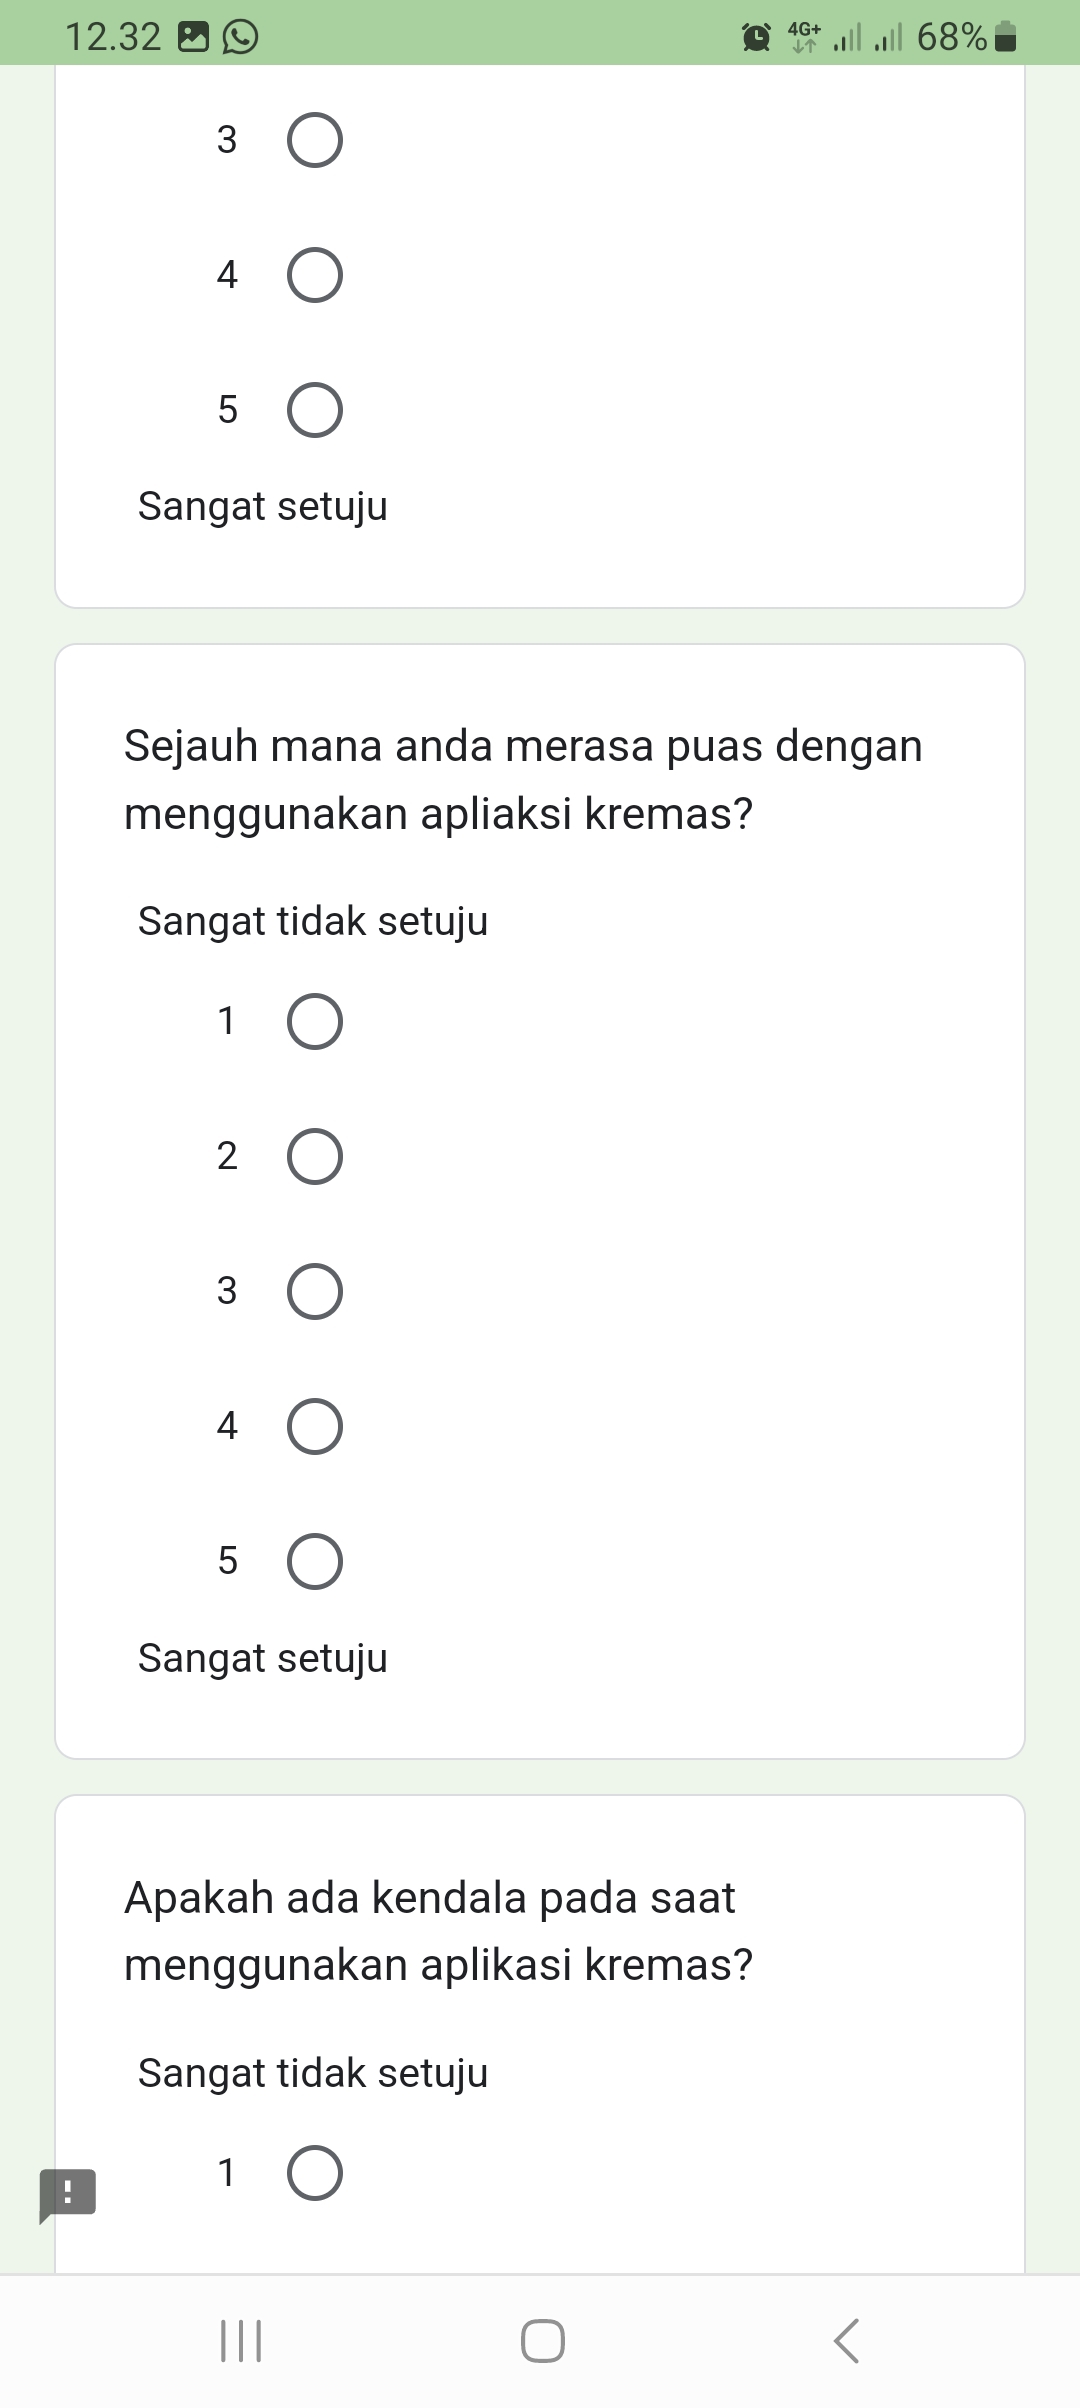 12.32
4G+
68%
3
4
5
Sangat setuju
Sejauh mana anda merasa puas dengan
menggunakan apliaksi kremas?
Sangat tidak setuju
1
2
3
4
5
Sangat setuju
Apakah ada kendala pada saat
menggunakan aplikasi kremas?
Sangat tidak setuju
1